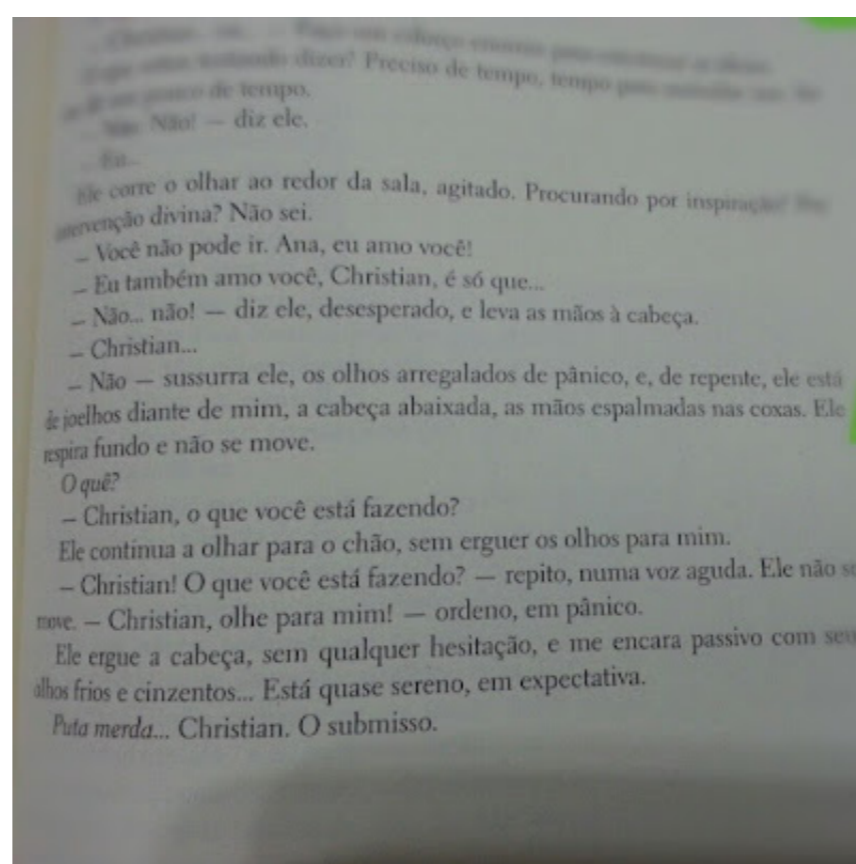 dizer? Preciso de tempo, tempo
de tempo.
Não! — diz ele.
Ele corre o olhar ao redor da sala, agitado. Procurando por inspiração?
intervenção divina? Não sei.
— Você não pode ir. Ana, eu amo você!
— Eu também amo você, Christian, é só que...
— Não... não! — diz ele, desesperado, e leva as mãos à cabeça.
— Christian...
— Não — sussurra ele, os olhos arregalados de pânico, e, de repente, ele está
de joelhos diante de mim, a cabeça abaixada, as mãos espalmadas nas coxas. Ele
respira fundo e não se move.
O quê?
— Christian, o que você está fazendo?
Ele continua a olhar para o chão, sem erguer os olhos para mim.
— Christian! O que você está fazendo? — repito, numa voz aguda. Ele não se
move. — Christian, olhe para mim! — ordeno, em pânico.
Ele ergue a cabeça, sem qualquer hesitação, e me encara passivo com seus
olhos frios e cinzentos... Está quase sereno, em expectativa.
Puta merda... Christian. O submisso.